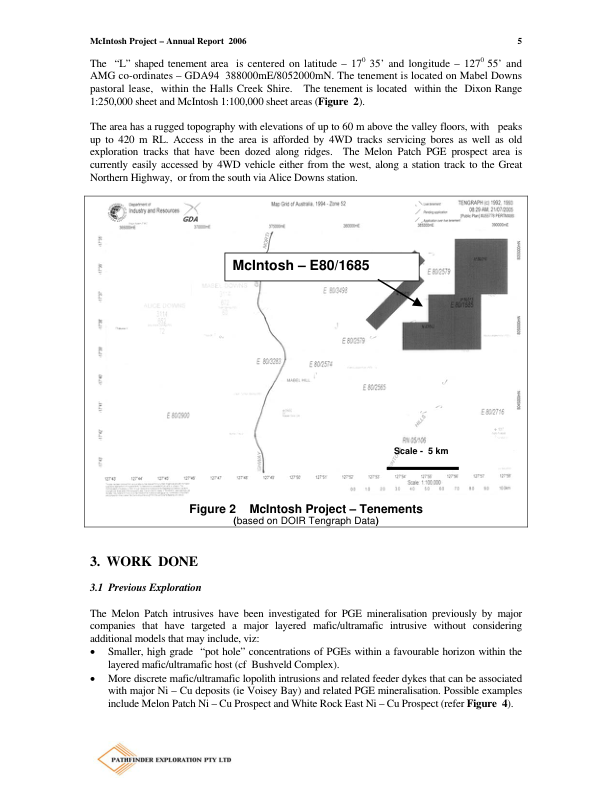 McIntosh Project – Annual Report 2006 5
The “L” shaped tenement area is centered on latitude – 17⁰ 35’ and longitude – 127⁰ 55’ and
AMG co-ordinates – GDA94 388000mE/8052000mN. The tenement is located on Mabel Downs
pastoral lease, within the Halls Creek Shire. The tenement is located within the Dixon Range
1:250,000 sheet and McIntosh 1:100,000 sheet areas (Figure 2).
The area has a rugged topography with elevations of up to 60 m above the valley floors, with peaks
up to 420 m RL. Access in the area is afforded by 4WD tracks servicing bores as well as old
exploration tracks that have been dozed along ridges. The Melon Patch PGE prospect area is
currently easily accessed by 4WD vehicle either from the west, along a station track to the Great
Northern Highway, or from the south via Alice Downs station.
Department of
Industry and Resources
GDA
Map Grid of Australia, 1994 - Zone 52
McIntosh – E80/1685
E 80/2579
E 80/3498
E 80/2579
E 80/3283
E 80/2574
MABEL HILL
E 80/2565
E 80/2900
E 80/2716
HILLS
Scale - 5 km
Scale: 1:100,000
Figure 2 McIntosh Project – Tenements
(based on DOIR Tengraph Data)
3. WORK DONE
3.1 Previous Exploration
The Melon Patch intrusives have been investigated for PGE mineralisation previously by major
companies that have targeted a major layered mafic/ultramafic intrusive without considering
additional models that may include, viz:
• Smaller, high grade “pot hole” concentrations of PGEs within a favourable horizon within the
layered mafic/ultramafic host (cf Bushveld Complex).
• More discrete mafic/ultramafic lopolith intrusions and related feeder dykes that can be associated
with major Ni – Cu deposits (ie Voisey Bay) and related PGE mineralisation. Possible examples
include Melon Patch Ni – Cu Prospect and White Rock East Ni – Cu Prospect (refer Figure 4).
PATHFINDER EXPLORATION PTY LTD